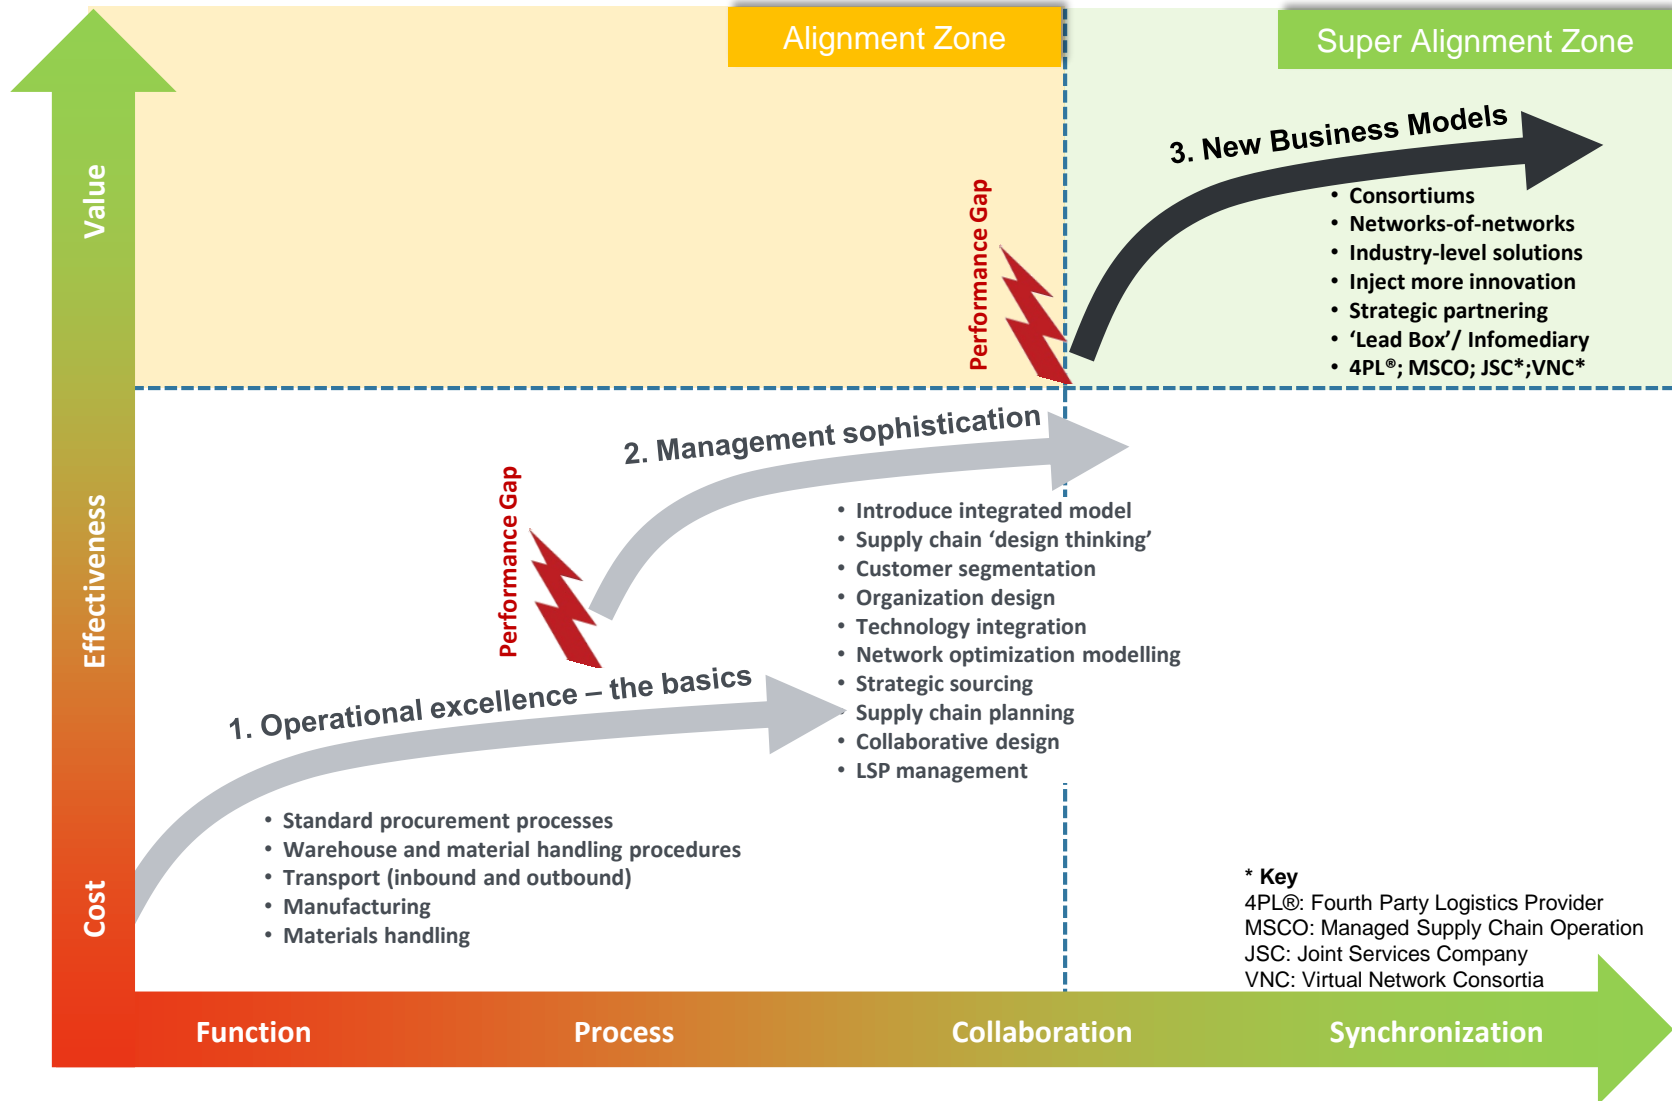 Alignment Zone
Super Alignment Zone
Value
Effectiveness
Cost
3. New Business Models
• Consortiums
• Networks-of-networks
• Industry-level solutions
• Inject more innovation
• Strategic partnering
• ‘Lead Box’/ Infomediary
• 4PL®; MSCO; JSC*;VNC*
Performance Gap
2. Management sophistication
• Introduce integrated model
• Supply chain ‘design thinking’
• Customer segmentation
• Organization design
• Technology integration
• Network optimization modelling
• Strategic sourcing
• Supply chain planning
• Collaborative design
• LSP management
Performance Gap
1. Operational excellence – the basics
• Standard procurement processes
• Warehouse and material handling procedures
• Transport (inbound and outbound)
• Manufacturing
• Materials handling
* Key
4PL®: Fourth Party Logistics Provider
MSCO: Managed Supply Chain Operation
JSC: Joint Services Company
VNC: Virtual Network Consortia
Function
Process
Collaboration
Synchronization